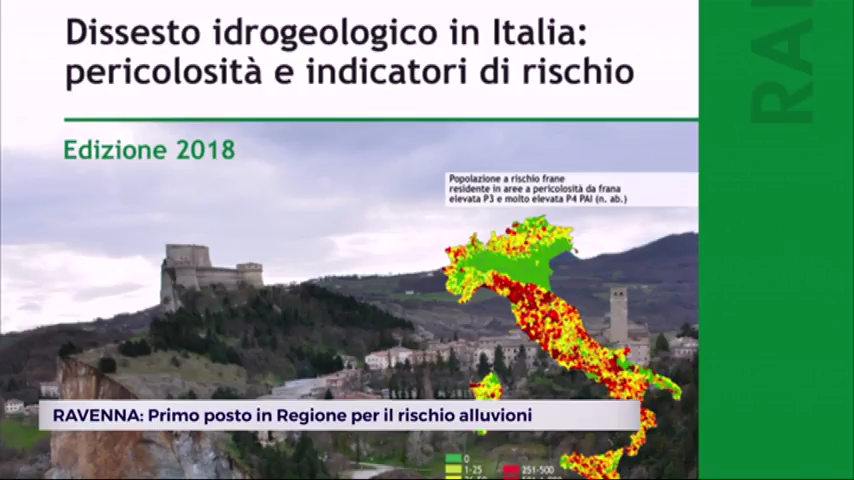 Dissesto idrogeologico in Italia:
pericolosità e indicatori di rischio
Edizione 2018
RA
Popolazione a rischio frane
residente in aree a pericolosità da frana
elevata P3 e molto elevata P4 PAI (n. ab.)
RAVENNA: Primo posto in Regione per il rischio alluvioni
0
1-25
251-500